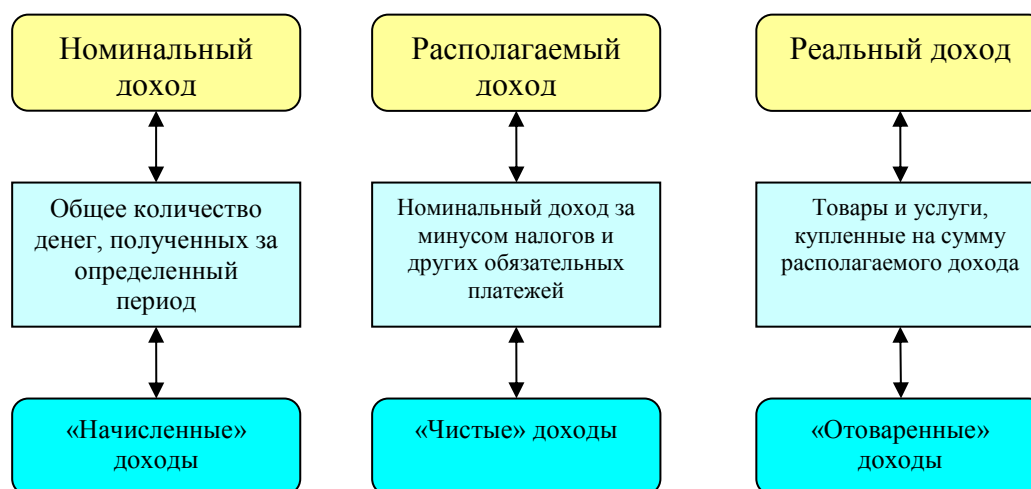 Номинальный
доход
Располагаемый
доход
Реальный доход
Общее количество
денег, полученных за
определенный
период
Номинальный доход за
минусом налогов и
других обязательных
платежей
Товары и услуги,
купленные на сумму
располагаемого дохода
«Начисленные»
доходы
«Чистые» доходы
«Отоваренные»
доходы